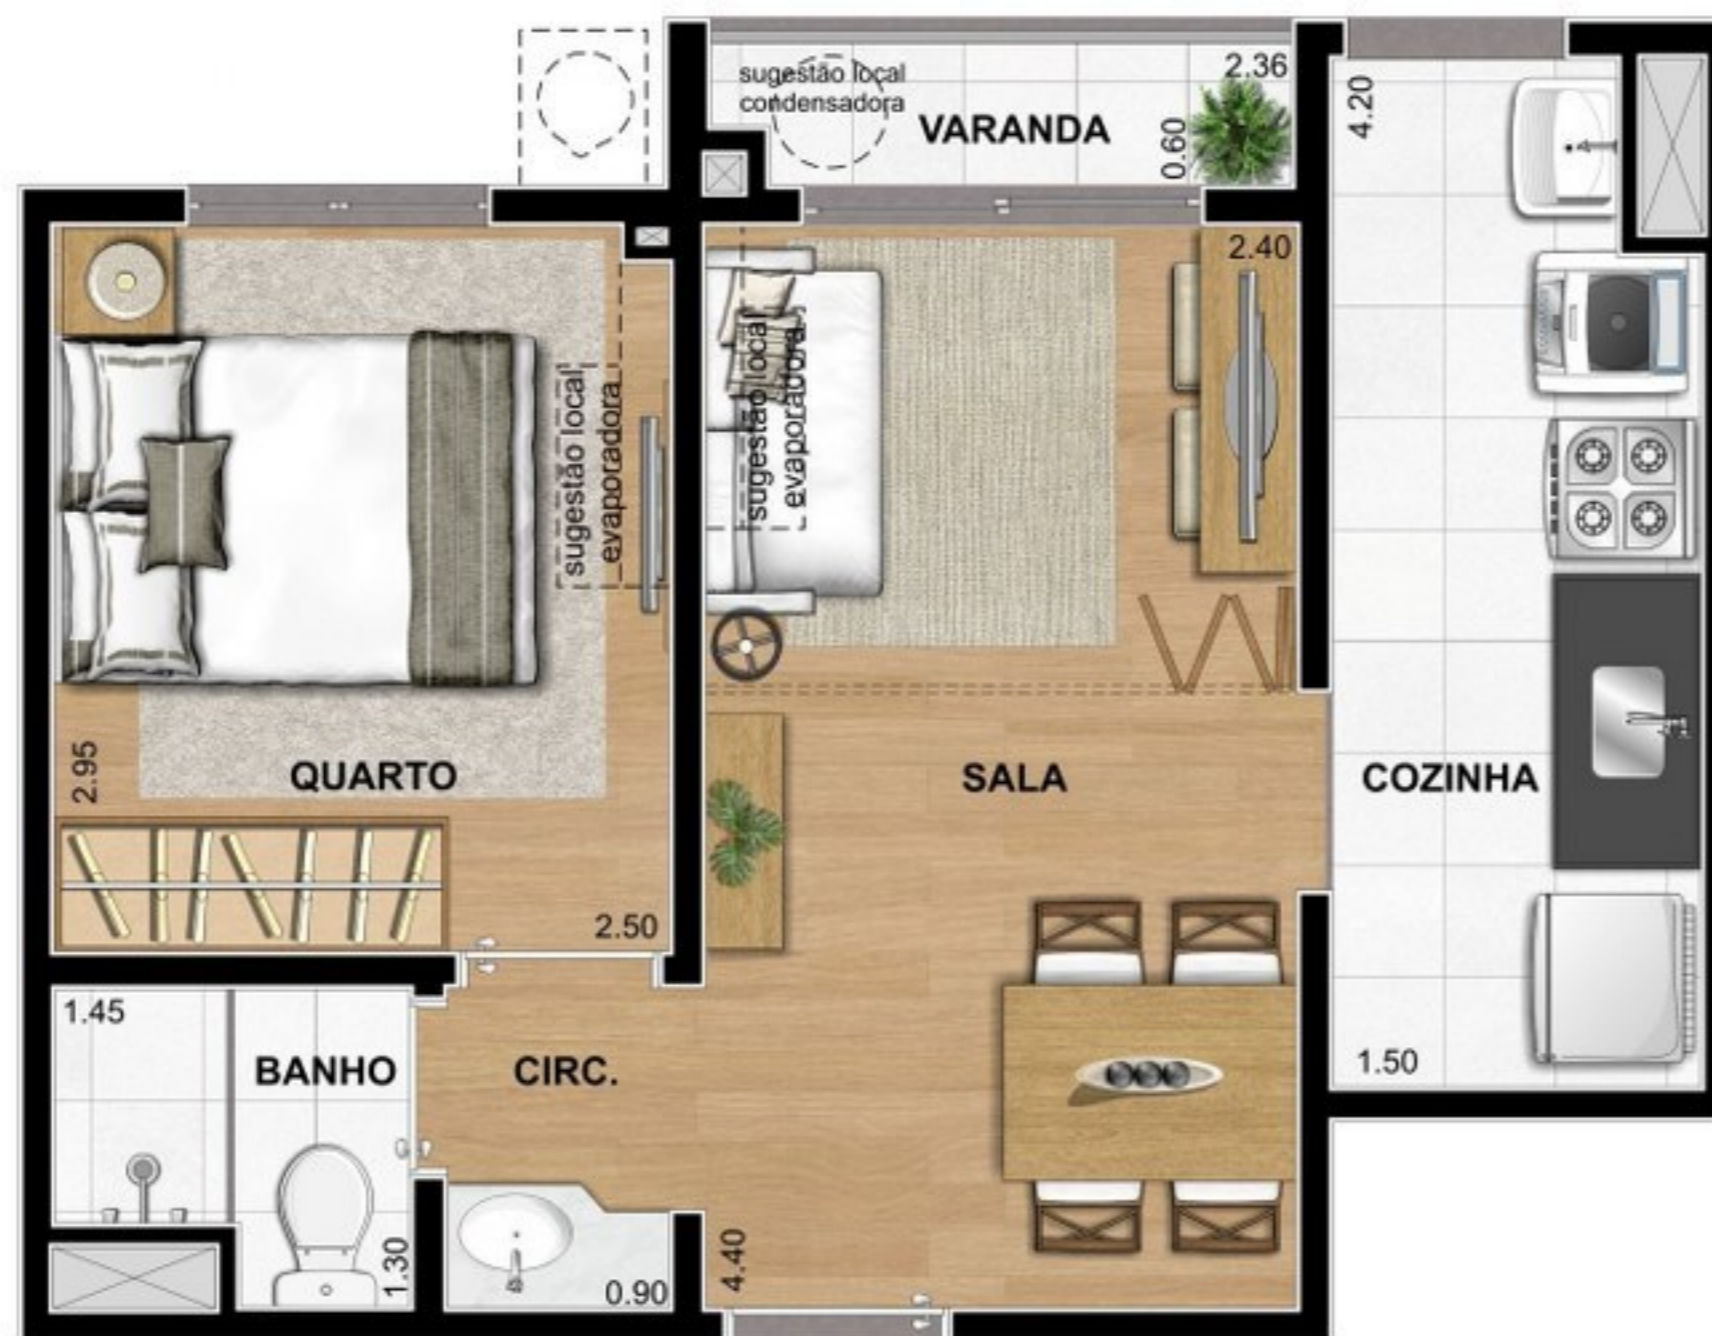 sugestão local
condensadora
2.36
VARANDA
0.60
4.20
2.40
sugestão local
evaporadora
sugestão local
evaporadora
2.95
QUARTO
SALA
COZINHA
2.50
1.45
BANHO
CIRC.
1.50
1.30
0.90
4.40